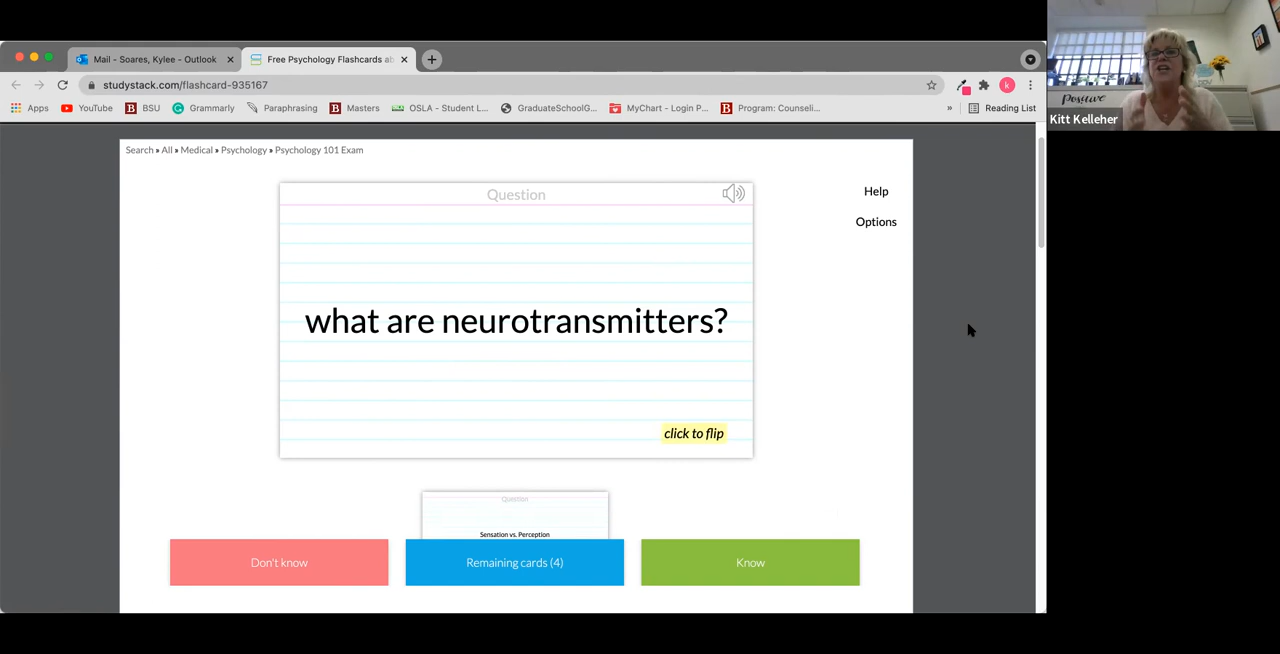 Mail - Soares, Kylee - Outlook
Free Psychology Flashcards ab
studystack.com/flashcard-935167
Apps YouTube BSU Grammarly Paraphrasing Masters OSLA - Student L... GraduateSchoolG... MyChart - Login P... Program: Counseli... » Reading List
Positive
Kitt Kelleher
Search » All » Medical » Psychology » Psychology 101 Exam
Question
Help
Options
what are neurotransmitters?
click to flip
Question
Sensation vs. Perception
Don't know
Remaining cards (4)
Know